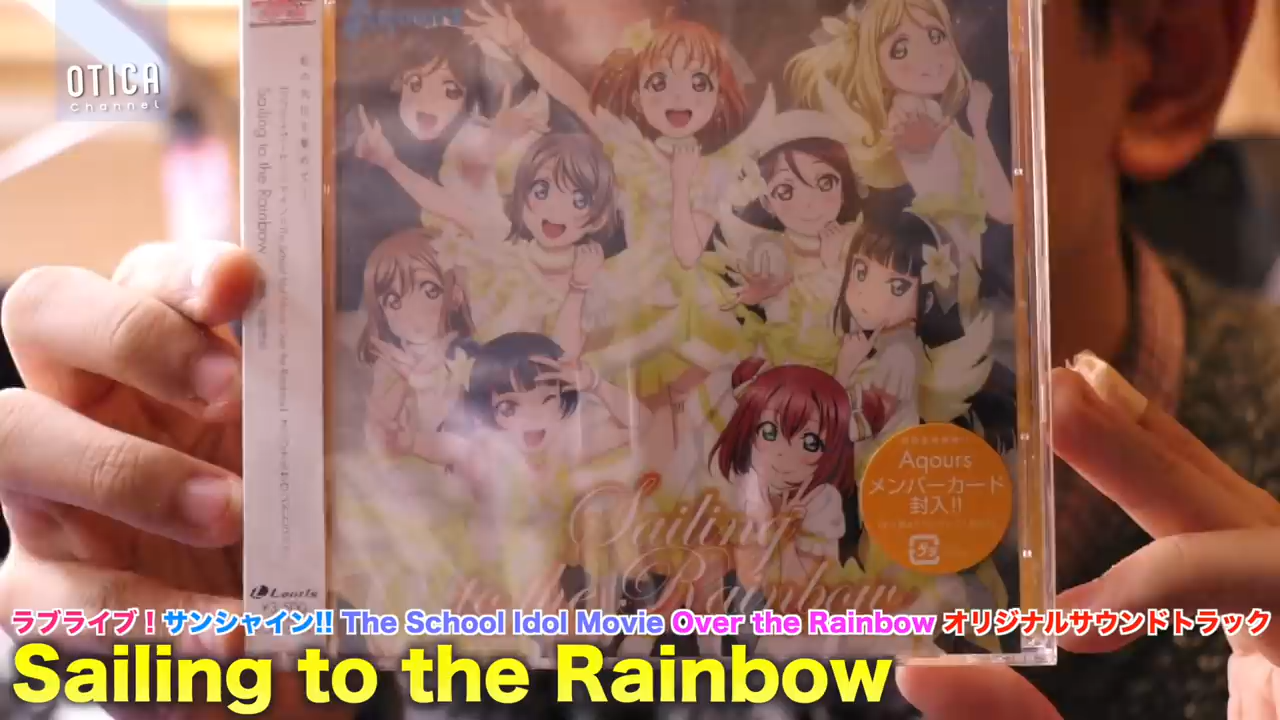 OTICA
Channel
Aqours
Sailing to the Rainbow
Sailing
to the Rainbow
Aqours
メンバーカード
封入!!
Lantis
ラブライブ！サンシャイン!! The School Idol Movie Over the Rainbow オリジナルサウンドトラック
Sailing to the Rainbow